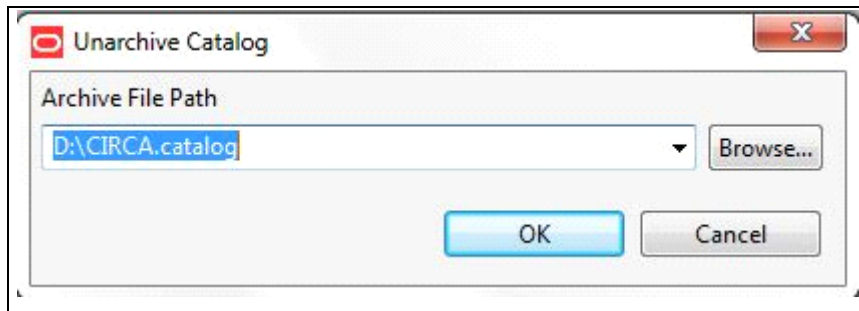 Unarchive Catalog
Archive File Path
D:\CIRCA.catalog
Browse...
OK
Cancel